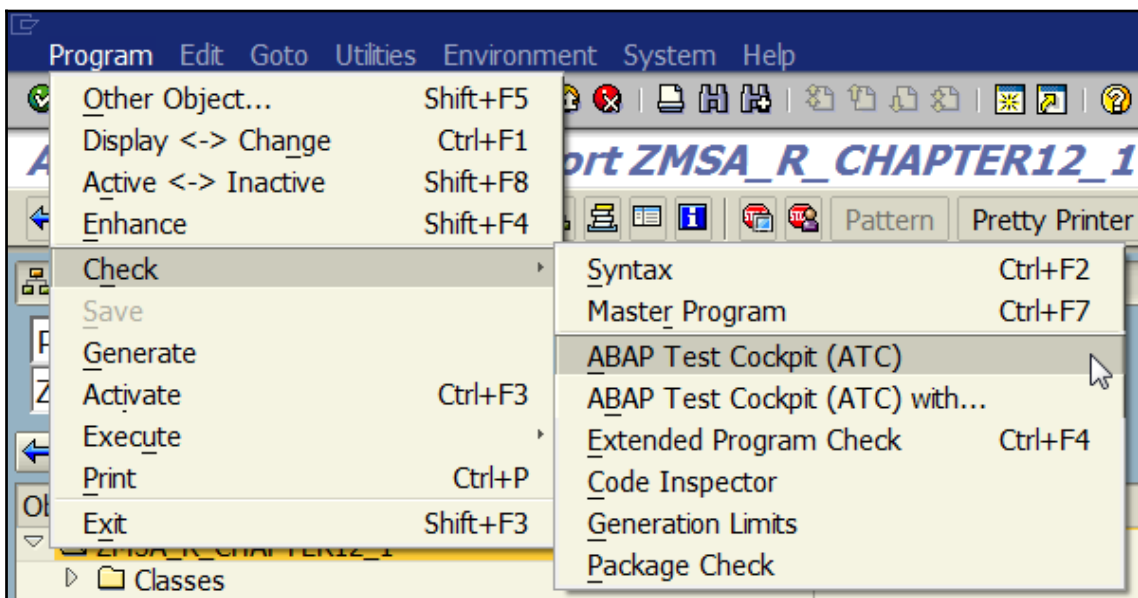 Program Edit Goto Utilities Environment System Help
Other Object... Shift+F5
Display <-> Change Ctrl+F1
ort ZMSA_R_CHAPTER12_1
Active <-> Inactive Shift+F8
Enhance Shift+F4
Pattern Pretty Printer
Check
Syntax Ctrl+F2
Save
Master Program Ctrl+F7
Generate
ABAP Test Cockpit (ATC)
Activate Ctrl+F3
ABAP Test Cockpit (ATC) with...
Execute
Extended Program Check Ctrl+F4
Print Ctrl+P
Code Inspector
Exit Shift+F3
Generation Limits
ZMSA_R_CHAPTER12_1
Package Check
Classes